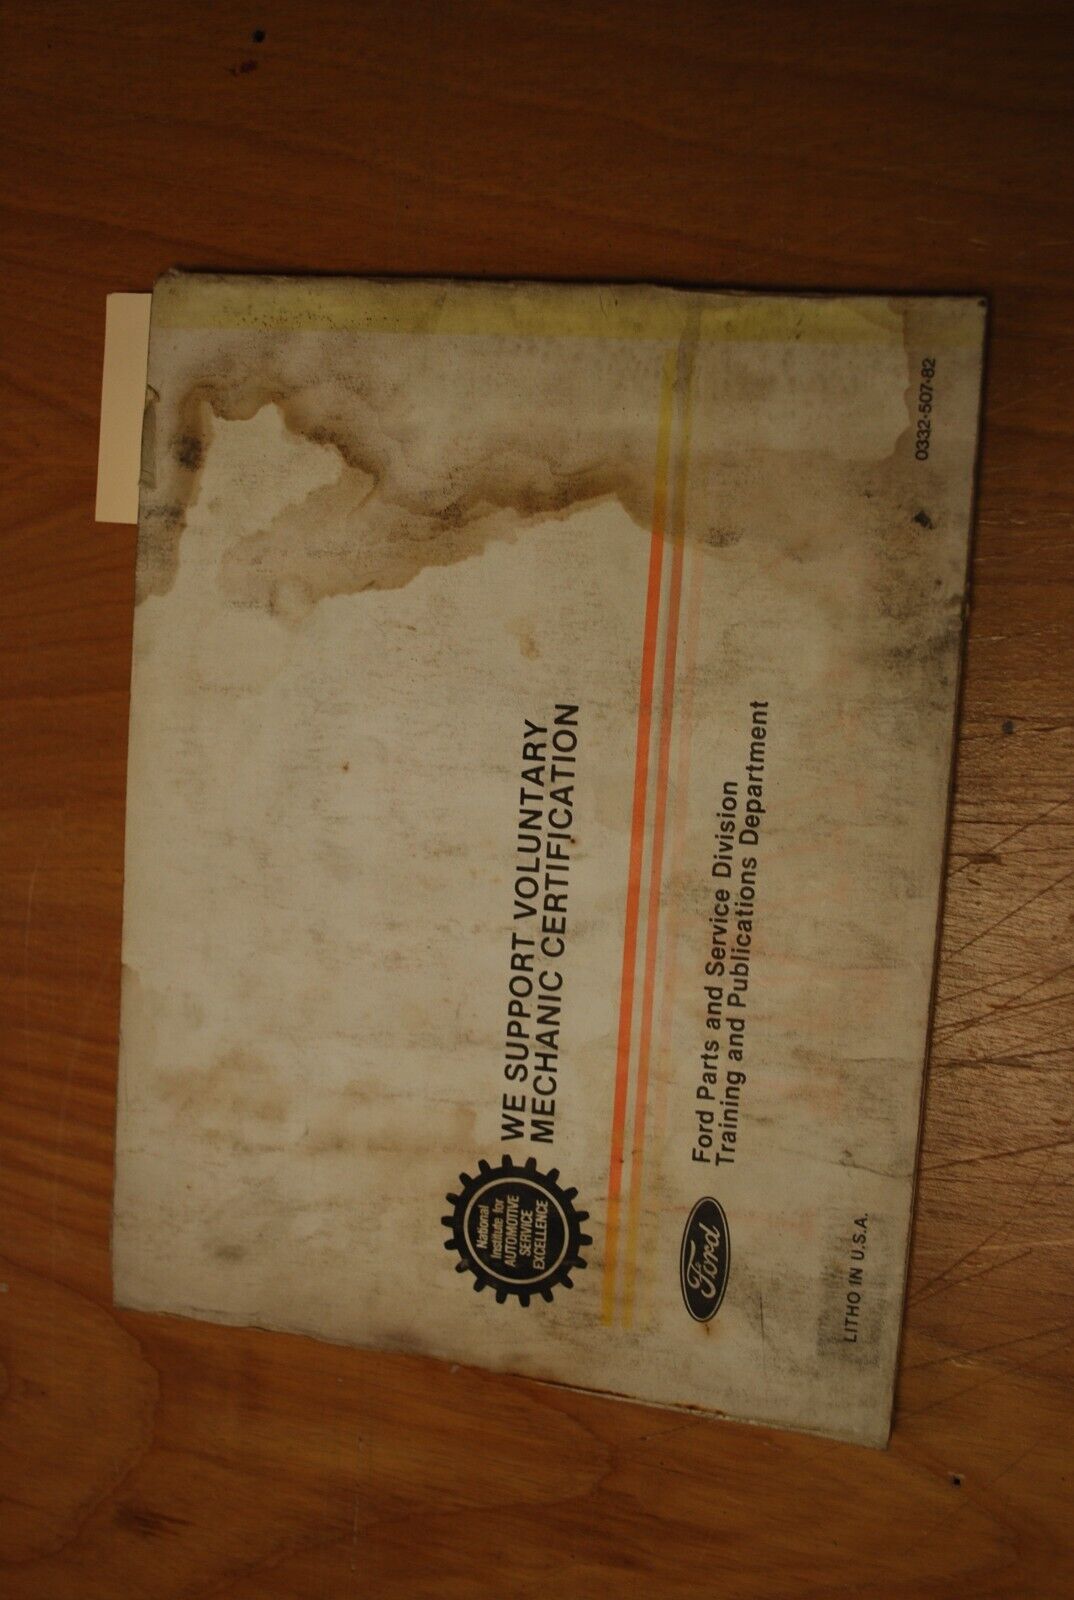 WE SUPPORT VOLUNTARY
MECHANIC CERTIFICATION
National
Institute for
AUTOMOTIVE
SERVICE
EXCELLENCE
Ford
Ford Parts and Service Division
Training and Publications Department
LITHO IN U.S.A.
0332-507-82